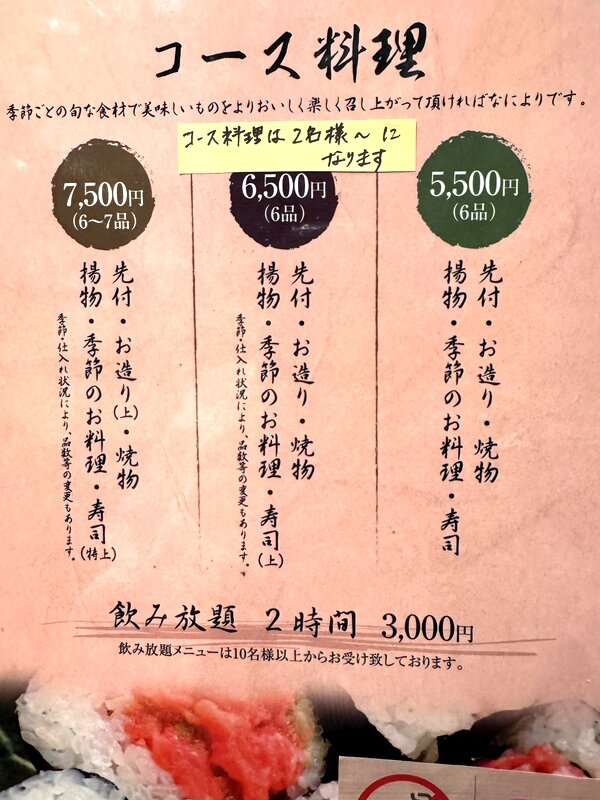 コース料理
季節ごとの旬な食材で美味しいものをよりおいしく楽しく召し上がって頂ければなによりです。
コース料理は2名様〜に
なります
7,500円
(6〜7品)
先付・お造り(上)・焼物
揚物・季節のお料理・寿司(特上)
季節・仕入れ状況により、品数等の変更もあります。
6,500円
(6品)
先付・お造り・焼物
揚物・季節のお料理・寿司(上)
季節・仕入れ状況により、品数等の変更もあります。
5,500円
(6品)
先付・お造り・焼物
揚物・季節のお料理・寿司
飲み放題 2時間 3,000円
飲み放題メニューは10名様以上からお受け致しております。